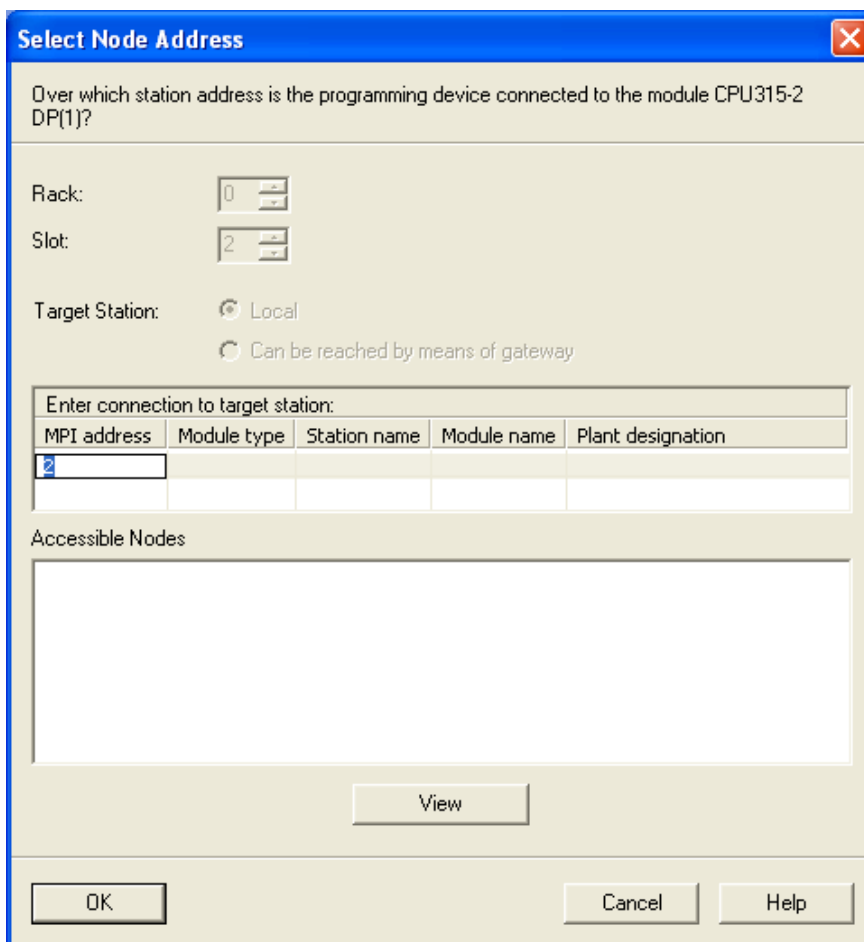 Select Node Address
Over which station address is the programming device connected to the module CPU315-2
DP(1)?
Rack: 0
Slot: 2
Target Station: Local
Can be reached by means of gateway
Enter connection to target station:
MPI address Module type Station name Module name Plant designation
2
Accessible Nodes
View
OK Cancel Help